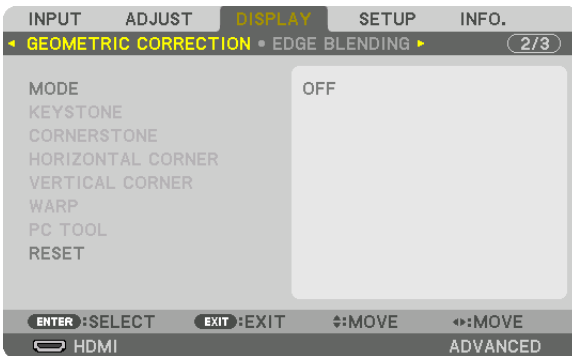 INPUT ADJUST DISPLAY SETUP INFO.
GEOMETRIC CORRECTION • EDGE BLENDING 2/3
MODE OFF
KEYSTONE
CORNERSTONE
HORIZONTAL CORNER
VERTICAL CORNER
WARP
PC TOOL
RESET
ENTER :SELECT EXIT :EXIT :MOVE :MOVE
HDMI ADVANCED